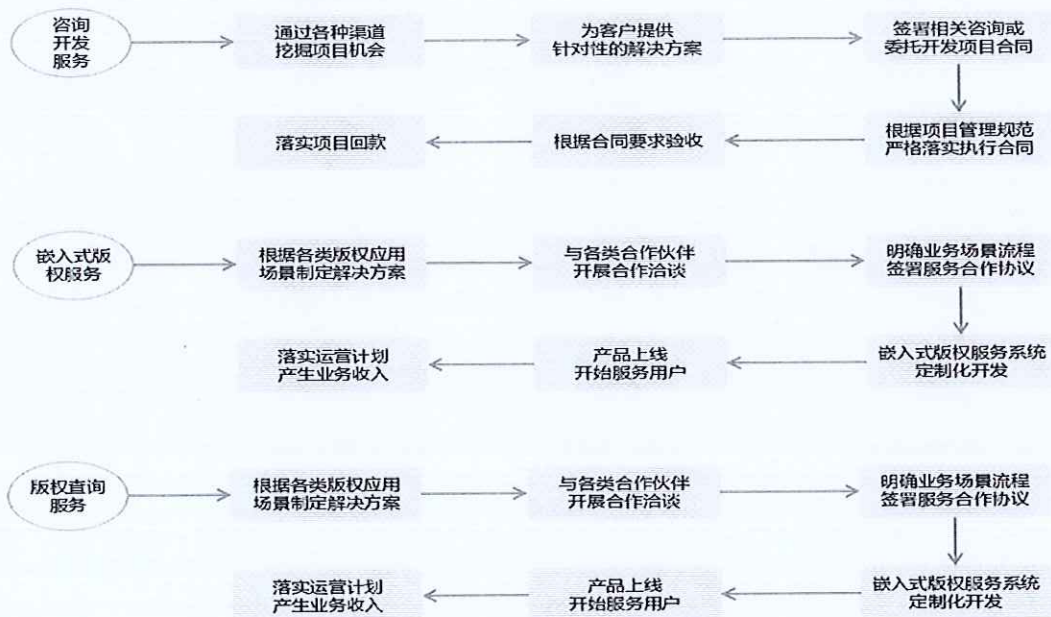 咨询
开发
服务
通过各种渠道
挖掘项目机会
为客户提供
针对性的解决方案
签署相关咨询或
委托开发项目合同
根据项目管理规范
严格落实执行合同
根据合同要求验收
落实项目回款
嵌入式版
权服务
根据各类版权应用
场景制定解决方案
与各类合作伙伴
开展合作洽谈
明确业务场景流程
签署服务合作协议
嵌入式版权服务系统
定制化开发
产品上线
开始服务用户
落实运营计划
产生业务收入
版权查询
服务
根据各类版权应用
场景制定解决方案
与各类合作伙伴
开展合作洽谈
明确业务场景流程
签署服务合作协议
嵌入式版权服务系统
定制化开发
产品上线
开始服务用户
落实运营计划
产生业务收入